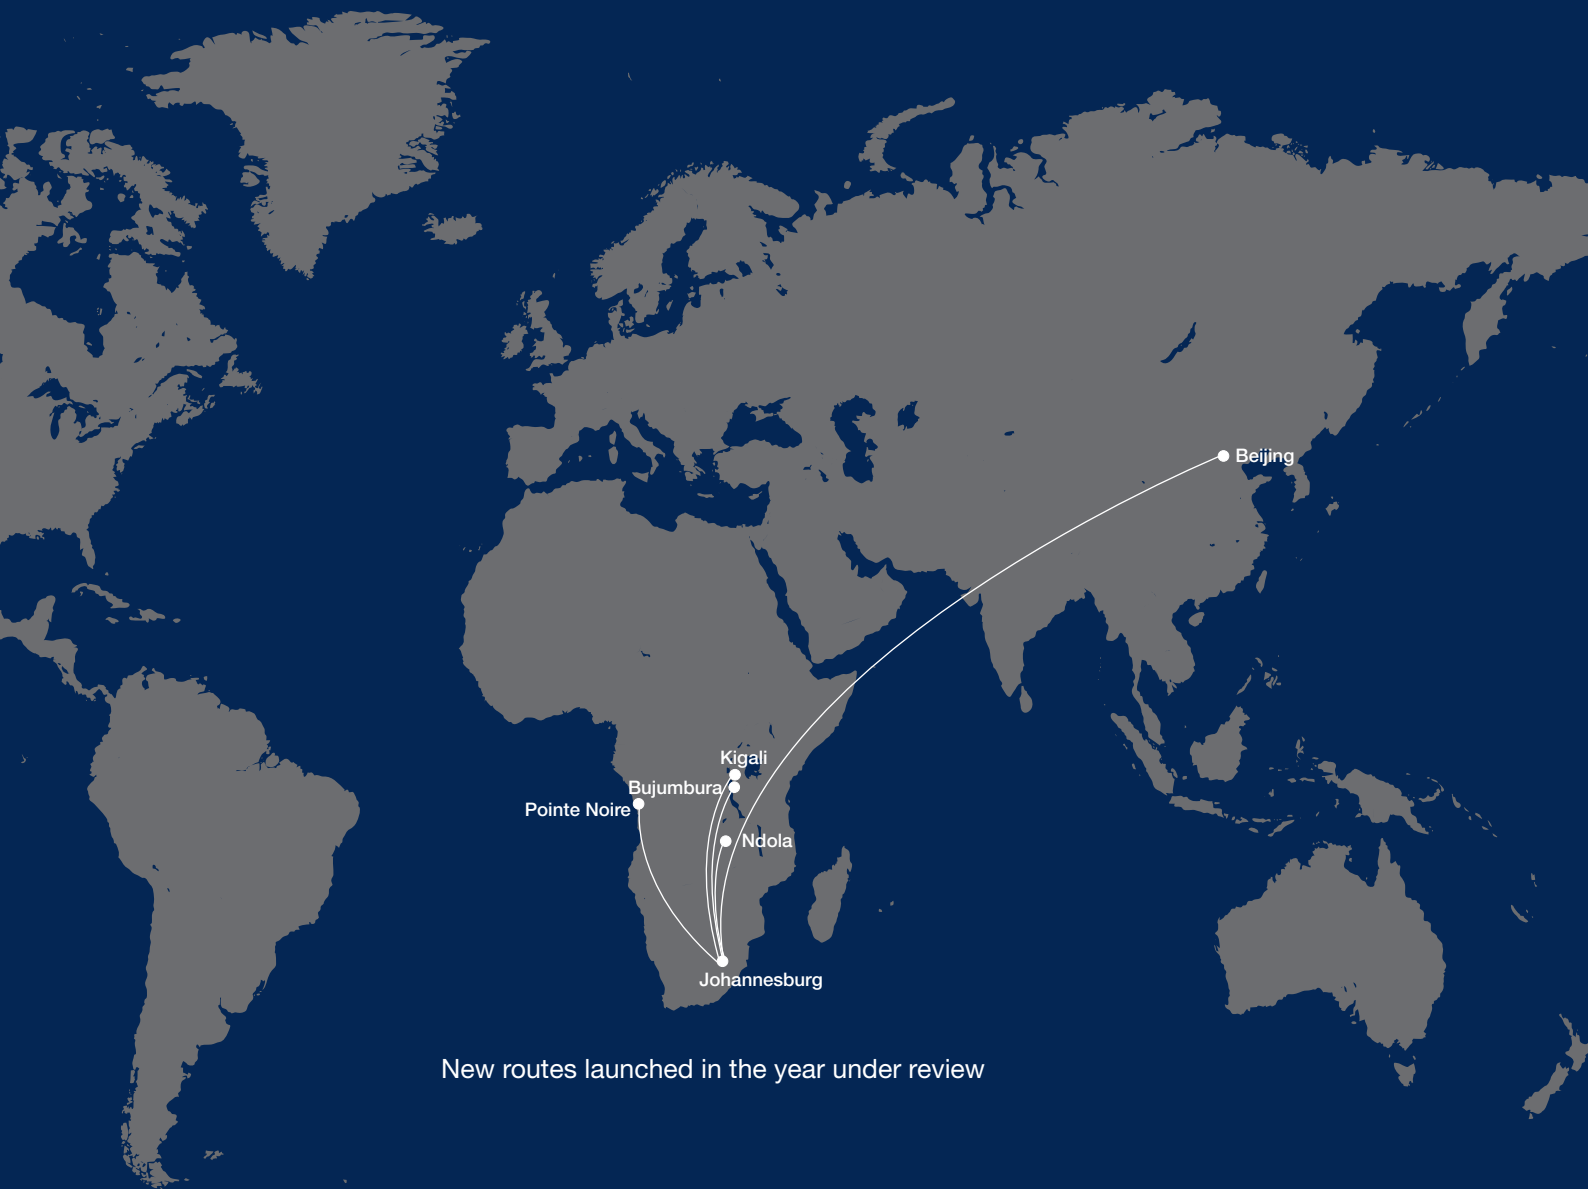 Beijing
Kigali
Bujumbura
Pointe Noire
Ndola
Johannesburg
New routes launched in the year under review